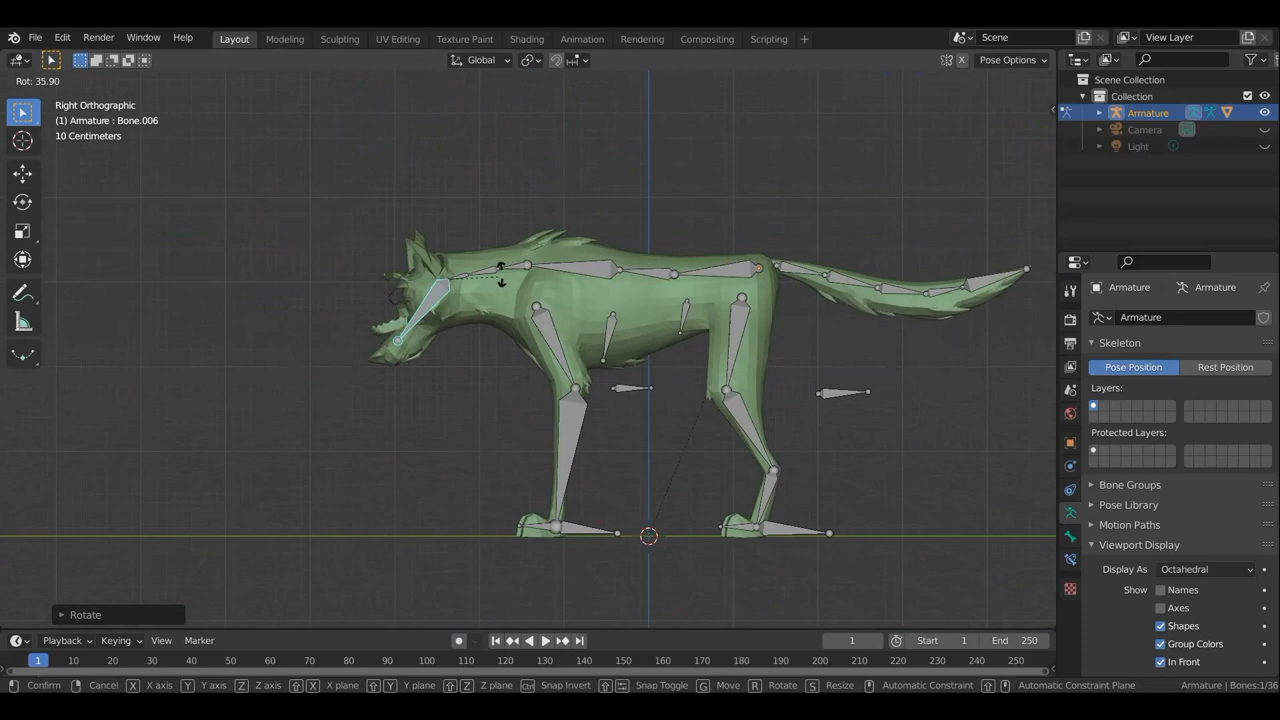 File Edit Render Window Help Layout Modeling Sculpting UV Editing Texture Paint Shading Animation Rendering Compositing Scripting + Scene View Layer
Global X Pose Options
Rot: 35.90
Right Orthographic
(1) Armature : Bone.006
10 Centimeters
Scene Collection
Collection
Armature
Camera
Light
Armature Armature
Armature
Skeleton
Pose Position Rest Position
Layers:
Protected Layers:
Bone Groups
Pose Library
Motion Paths
Viewport Display
Display As Octahedral
Show Names
Axes
Shapes
Group Colors
In Front
Rotate
Playback Keying View Marker 1 Start 1 End 250
1 10 20 30 40 50 60 70 80 90 100 110 120 130 140 150 160 170 180 190 200 210 220 230 240 250
Confirm Cancel X X axis Y Y axis Z Z axis X X plane Y Y plane Z Z plane Ctrl Snap Invert Snap Toggle G Move R Rotate S Resize Automatic Constraint Automatic Constraint Plane Armature | Bones:1/36